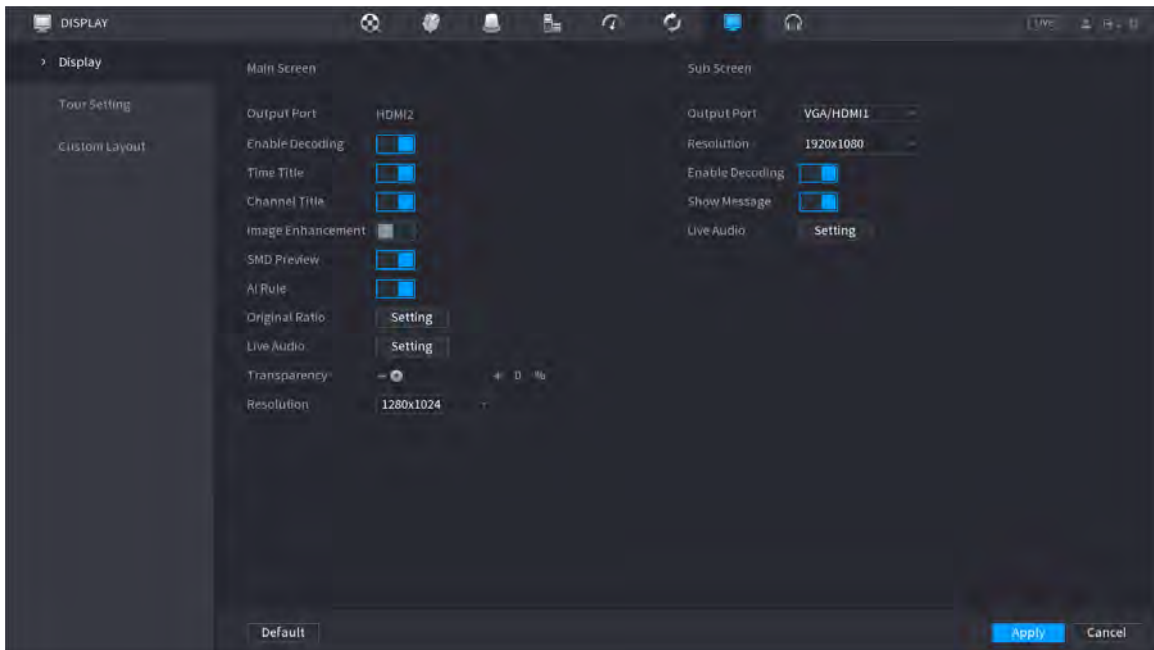 DISPLAY
LIVE
Display
Tour Setting
Custom Layout
Main Screen
Output Port HDMI2
Enable Decoding
Time Title
Channel Title
Image Enhancement
SMD Preview
AI Rule
Original Ratio Setting
Live Audio Setting
Transparency - + 0 %
Resolution 1280x1024
Sub Screen
Output Port VGA/HDMI1
Resolution 1920x1080
Enable Decoding
Show Message
Live Audio Setting
Default
Apply
Cancel